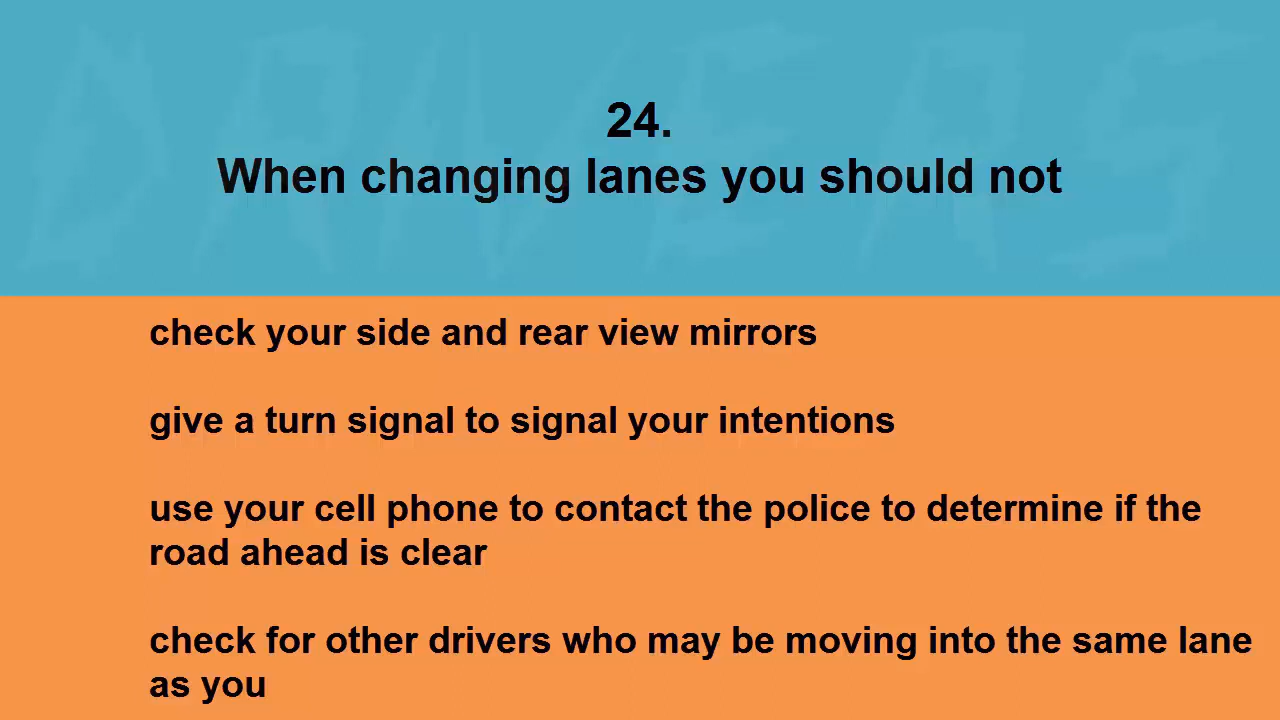 DRIVERS
24.
When changing lanes you should not
check your side and rear view mirrors
give a turn signal to signal your intentions
use your cell phone to contact the police to determine if the
road ahead is clear
check for other drivers who may be moving into the same lane
as you